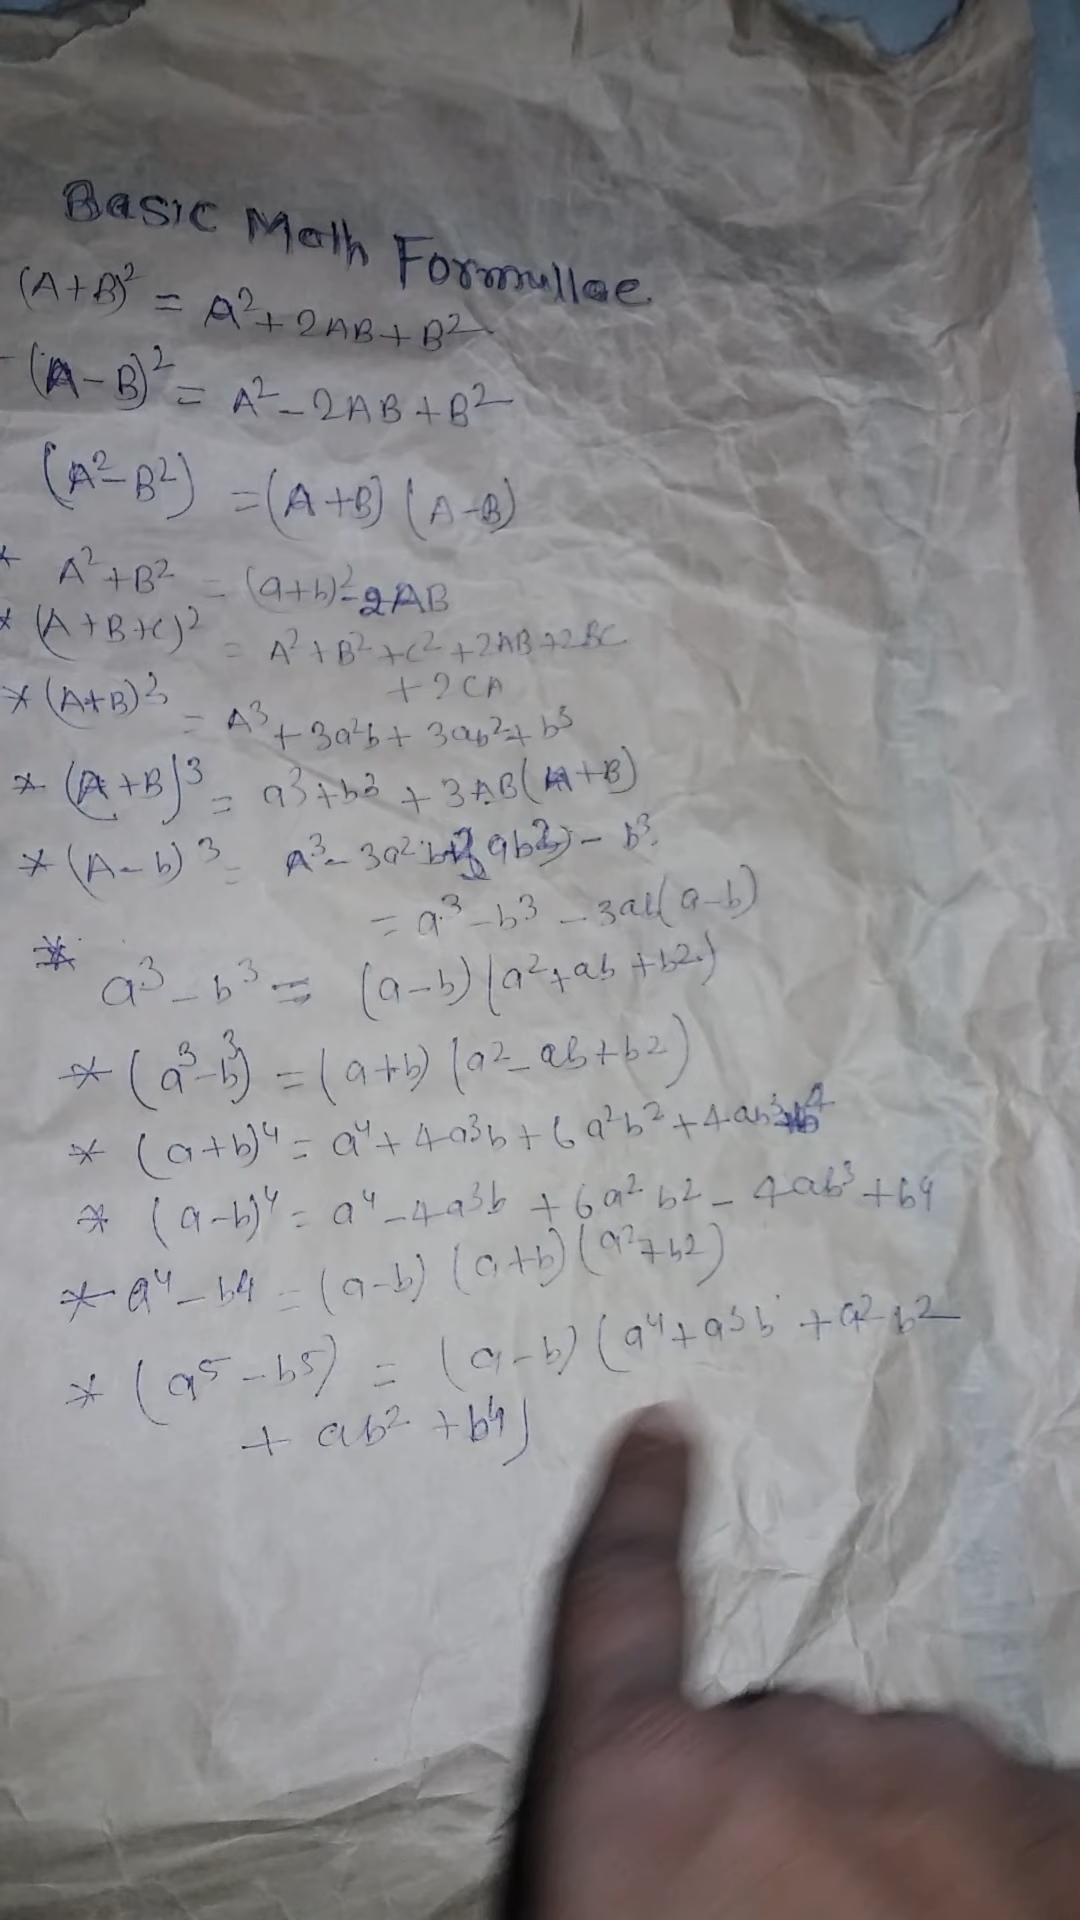 Basic Math Formullae
(A+B)² = A²+2AB+B²
- (A-B)² = A²-2AB+B²
(A²-B²) = (A+B) (A-B)
* A²+B² = (a+b)²-2AB
* (A+B+C)² = A²+B²+C²+2AB+2BC
+2CA
* (A+B)³ = A³+3a²b+3ab²+b³
* (A+B)³ = a³+b³+3AB(A+B)
* (A-b)³ = A³-3a²b+3ab²-b³
= a³-b³-3ab(a-b)
* a³-b³ = (a-b)(a²+ab+b²)
* (a³-b³) = (a+b)(a²-ab+b²)
* (a+b)⁴ = a⁴+4a³b+6a²b²+4ab³+b⁴
* (a-b)⁴ = a⁴-4a³b+6a²b²-4ab³+b⁴
* a⁴-b⁴ = (a-b)(a+b)(a²+b²)
* (a⁵-b⁵) = (a-b)(a⁴+a³b+a²b²
+ab²+b⁴)